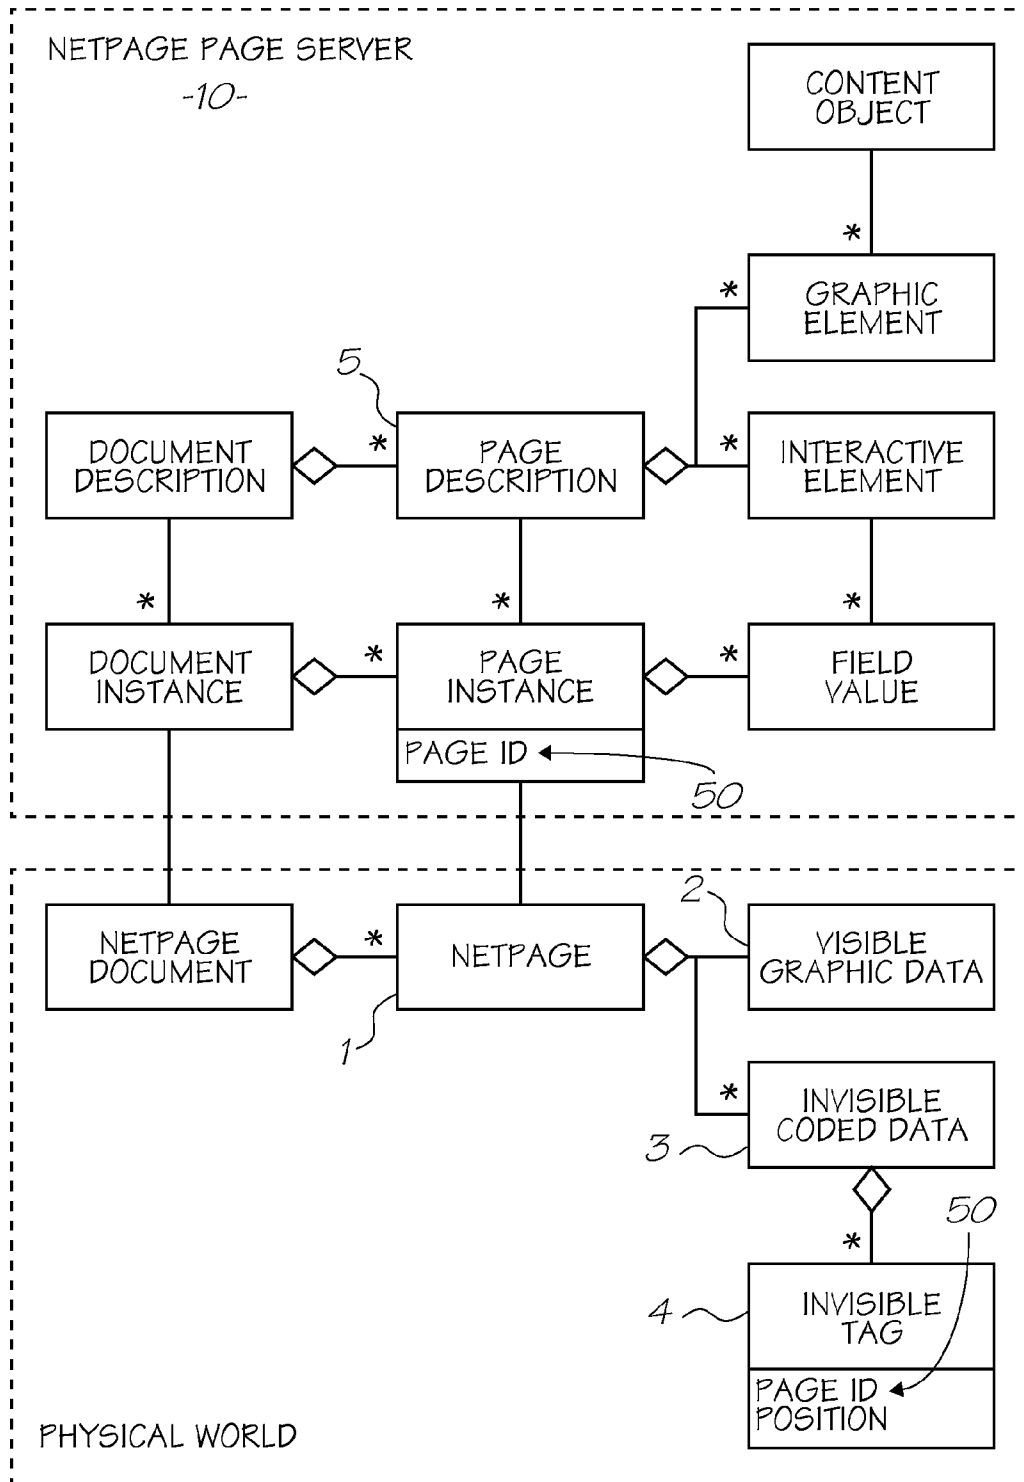 NETPAGE PAGE SERVER
-10-
CONTENT
OBJECT
*
*
GRAPHIC
ELEMENT
5
DOCUMENT
DESCRIPTION
*
PAGE
DESCRIPTION
*
INTERACTIVE
ELEMENT
*
*
*
DOCUMENT
INSTANCE
*
PAGE
INSTANCE
*
FIELD
VALUE
PAGE ID
50
NETPAGE
DOCUMENT
*
NETPAGE
1
2
VISIBLE
GRAPHIC DATA
*
INVISIBLE
CODED DATA
3
*
50
4
INVISIBLE
TAG
PAGE ID
POSITION
PHYSICAL WORLD